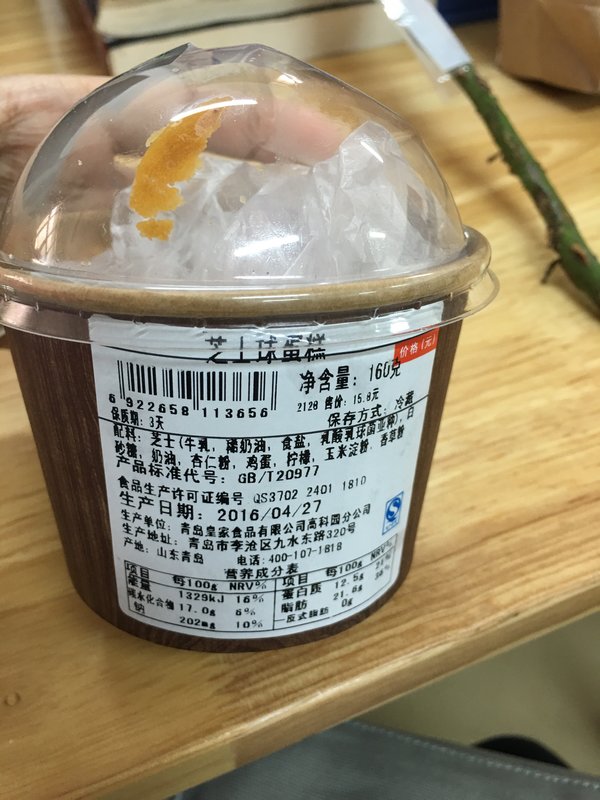 芝士球蛋糕
价格(元)
净含量: 160克
6 922658 113656
2128 售价: 15.8元
保质期: 3天
保存方式: 冷藏
配料: 芝士(牛乳, 稀奶油, 食盐, 乳酸乳球菌亚种), 白
砂糖, 奶油, 杏仁粉, 鸡蛋, 柠檬, 玉米淀粉, 香草粉
产品标准代号: GB/T20977
食品生产许可证编号 QS3702 2401 1810
生产日期: 2016/04/27
生产单位: 青岛皇家食品有限公司高科园分公司
生产地址: 青岛市李沧区九水东路320号
产地: 山东青岛 电话: 400-107-1818
营养成分表
项目 每100g NRV% 项目 每100g NRV%
能量 1329kJ 16% 蛋白质 12.5g 21%
碳水化合物 17.0g 6% 脂肪 21.6g 36%
钠 202mg 10% 一反式脂肪 0g
QS